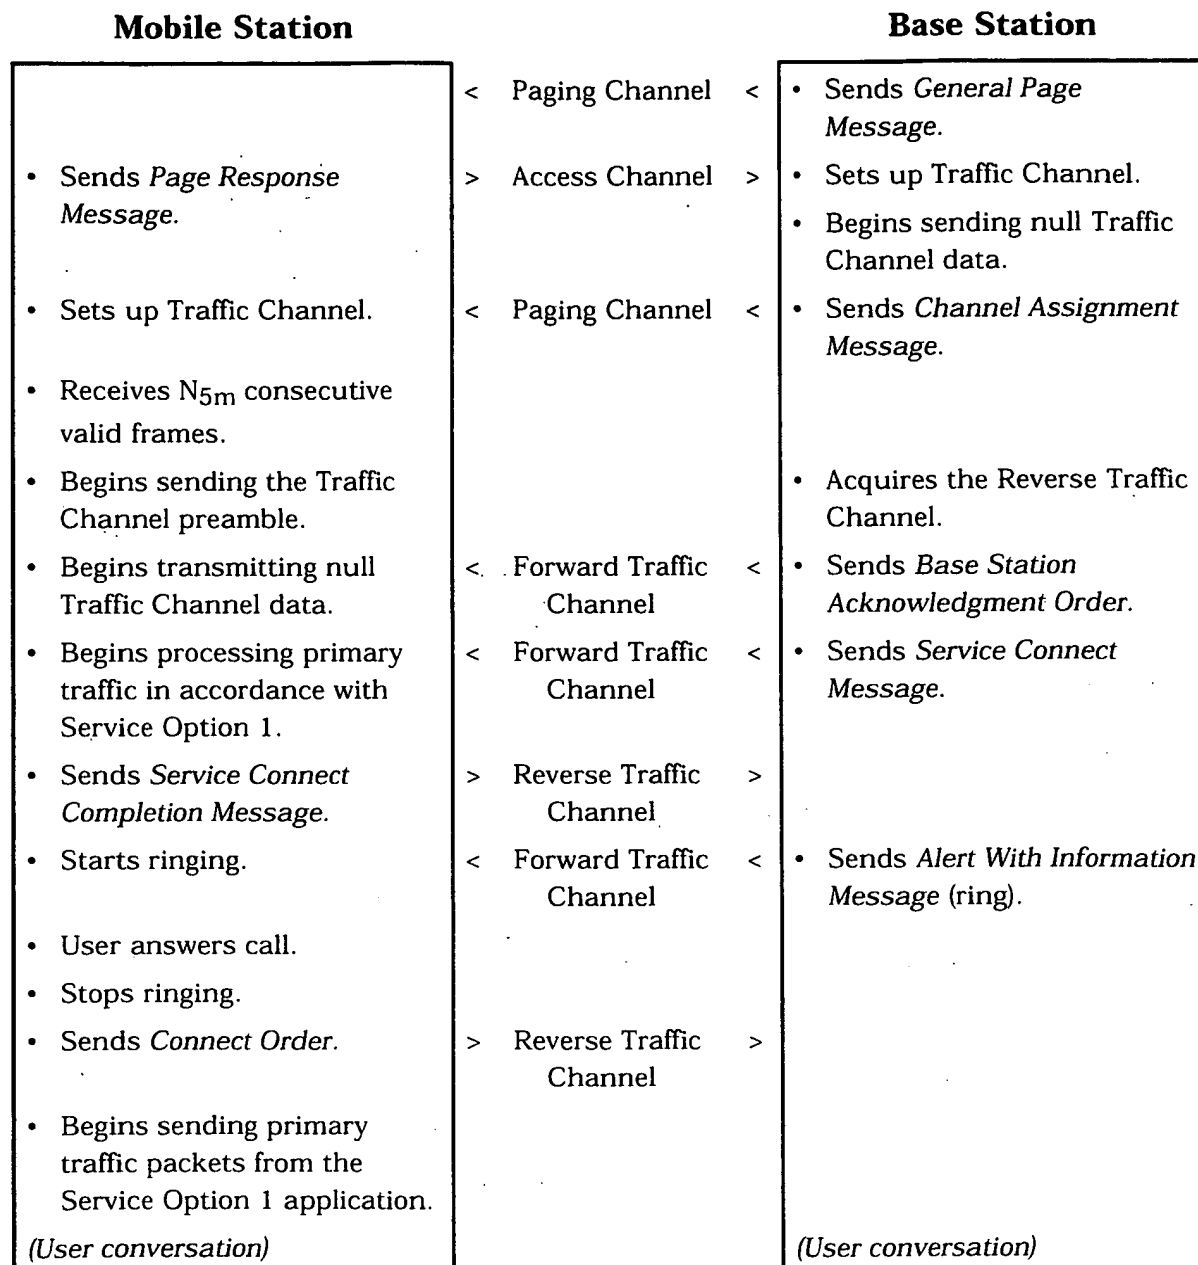 Mobile Station Base Station
< Paging Channel < • Sends General Page
Message.
• Sends Page Response > Access Channel > • Sets up Traffic Channel.
Message.
• Begins sending null Traffic
Channel data.
• Sets up Traffic Channel. < Paging Channel < • Sends Channel Assignment
Message.
• Receives N5m consecutive
valid frames.
• Begins sending the Traffic • Acquires the Reverse Traffic
Channel preamble. Channel.
• Begins transmitting null < Forward Traffic < • Sends Base Station
Traffic Channel data. Channel Acknowledgment Order.
• Begins processing primary < Forward Traffic < • Sends Service Connect
traffic in accordance with Channel Message.
Service Option 1.
• Sends Service Connect > Reverse Traffic >
Completion Message. Channel
• Starts ringing. < Forward Traffic < • Sends Alert With Information
Channel Message (ring).
• User answers call.
• Stops ringing.
• Sends Connect Order. > Reverse Traffic >
Channel
• Begins sending primary
traffic packets from the
Service Option 1 application.
(User conversation) (User conversation)